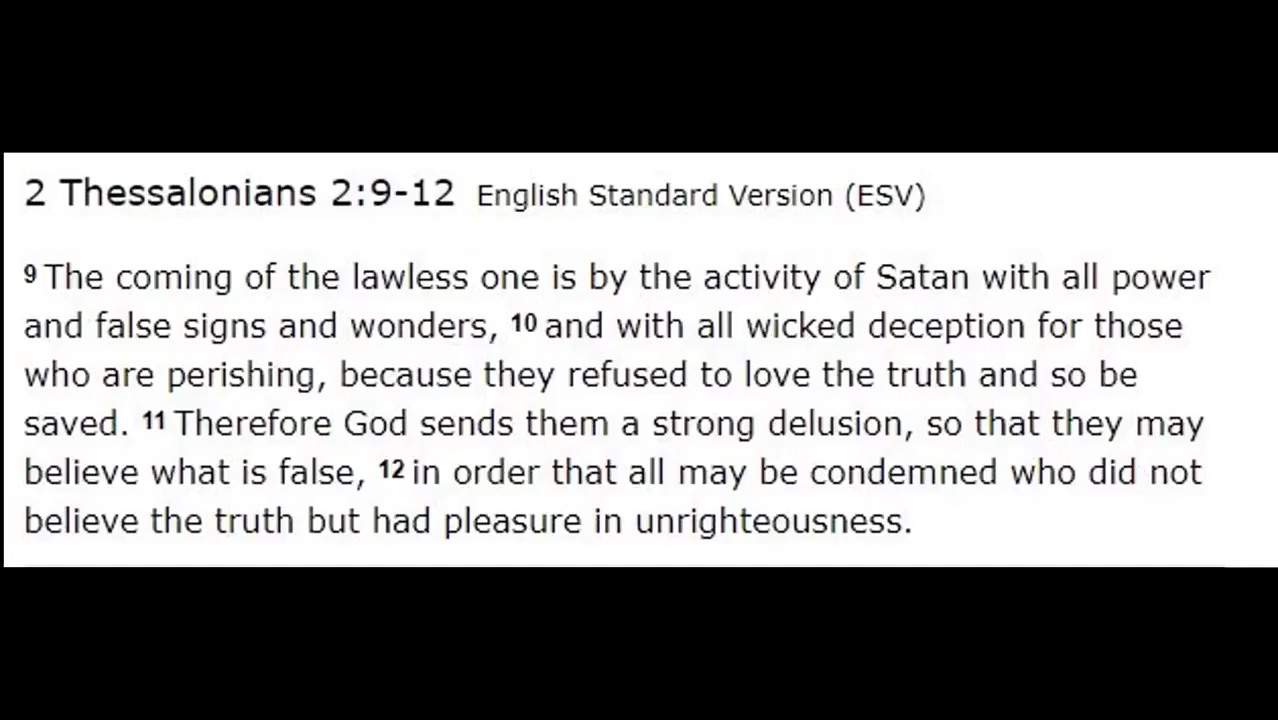 2 Thessalonians 2:9-12 English Standard Version (ESV)
9 The coming of the lawless one is by the activity of Satan with all power
and false signs and wonders, 10 and with all wicked deception for those
who are perishing, because they refused to love the truth and so be
saved. 11 Therefore God sends them a strong delusion, so that they may
believe what is false, 12 in order that all may be condemned who did not
believe the truth but had pleasure in unrighteousness.